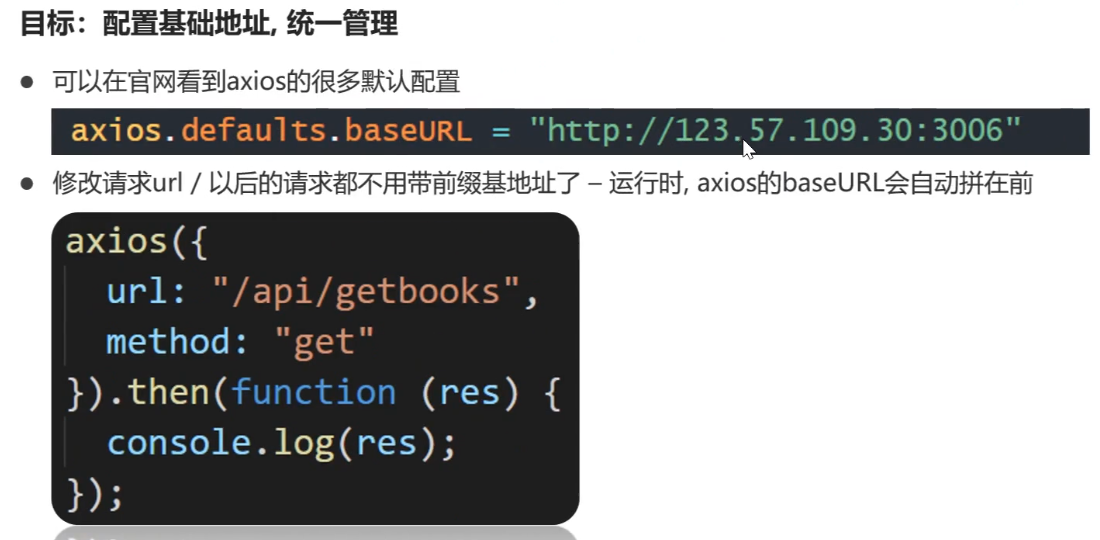 目标：配置基础地址, 统一管理
● 可以在官网看到axios的很多默认配置
axios.defaults.baseURL = "http://123.57.109.30:3006"
● 修改请求url / 以后的请求都不用带前缀基地址了 – 运行时, axios的baseURL会自动拼在前
axios({
  url: "/api/getbooks",
  method: "get"
}).then(function (res) {
  console.log(res);
});